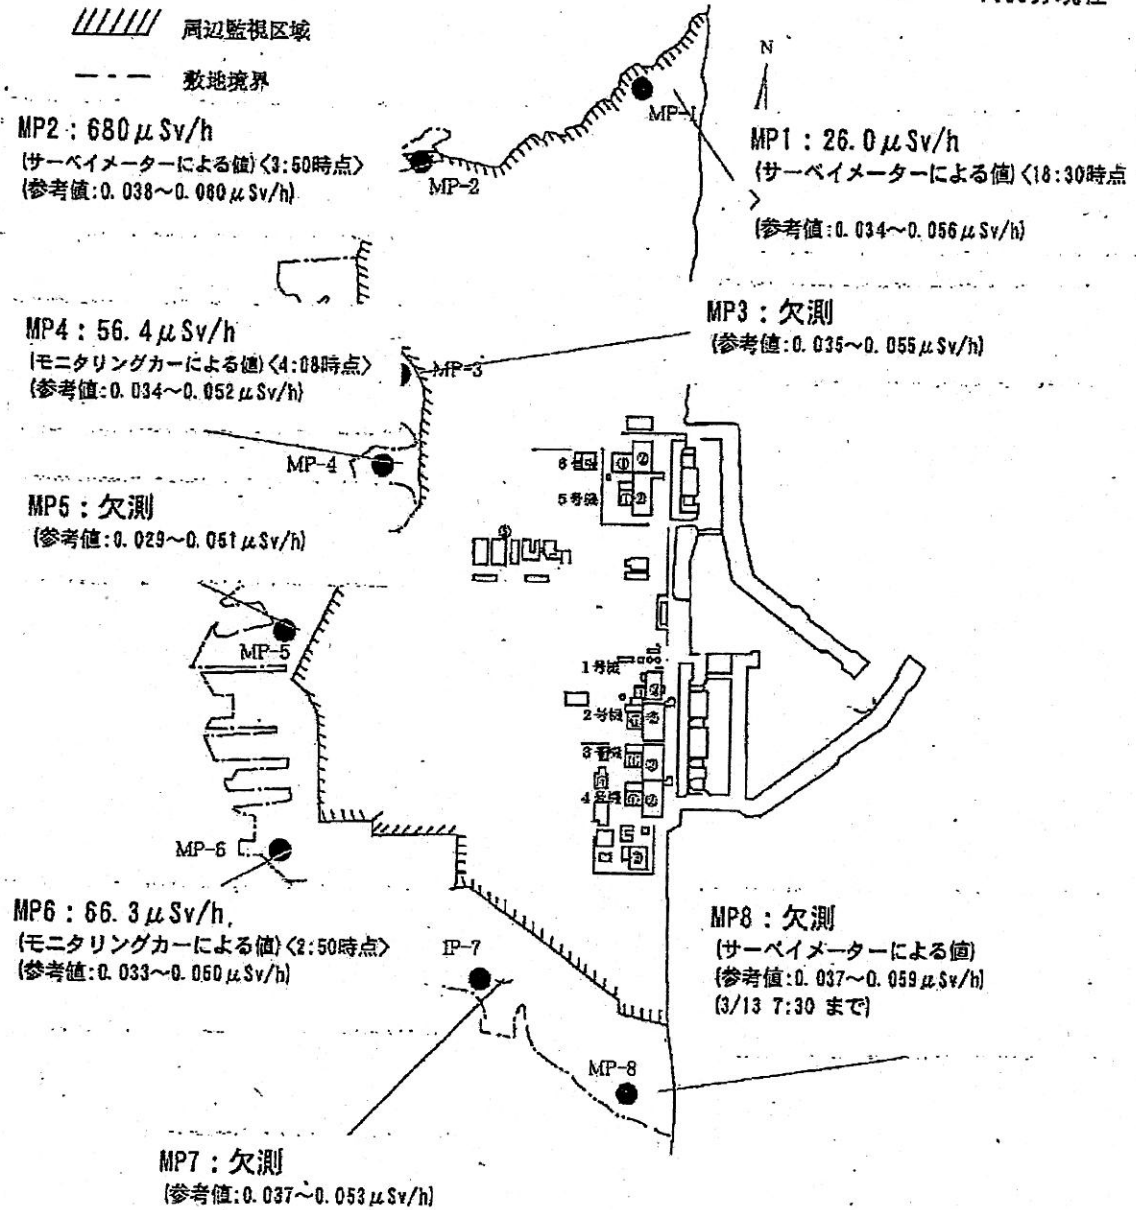 周辺監視区域
敷地境界
N
MP-1
MP2：680μSv/h
(サーベイメーターによる値)〈3:50時点〉
(参考値:0.038～0.060μSv/h)
MP-2
MP1：26.0μSv/h
(サーベイメーターによる値)〈18:30時点
〉
(参考値:0.034～0.056μSv/h)
MP4：56.4μSv/h
(モニタリングカーによる値)〈4:08時点〉
(参考値:0.034～0.052μSv/h)
MP-3
MP3：欠測
(参考値:0.035～0.055μSv/h)
MP-4
MP5：欠測
(参考値:0.029～0.051μSv/h)
6号機
5号機
MP-5
1号機
2号機
3号機
4号機
MP-6
MP6：66.3μSv/h
(モニタリングカーによる値)〈2:50時点〉
(参考値:0.033～0.050μSv/h)
IP-7
MP8：欠測
(サーベイメーターによる値)
(参考値:0.037～0.059μSv/h)
(3/13 7:30 まで)
MP-8
MP7：欠測
(参考値:0.037～0.053μSv/h)